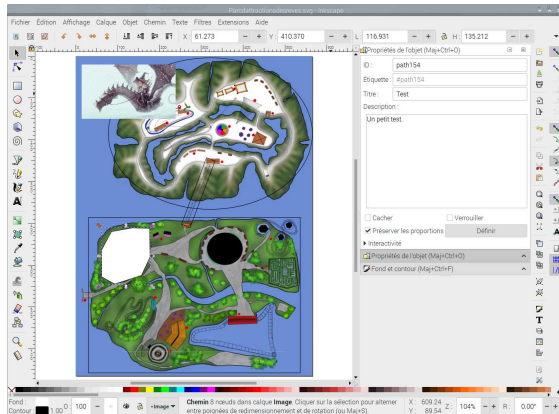 Parcdattractionsdesreves.svg - Inkscape
Fichier Édition Affichage Calque Objet Chemin Texte Filtres Extensions Aide
X : 61.273 - + Y : 410.370 - + L : 116.931 - + H : 135.212 - +
Propriétés de l'objet (Maj+Ctrl+O)
ID : path154
Étiquette : #path154
Titre : Test
Description :
Un petit test.
Cacher Verrouiller
Préserver les proportions Définir
Interactivité
Propriétés de l'objet (Maj+Ctrl+O)
Fond et contour (Maj+Ctrl+F)
Fond :
Contour : 1.00 O : 100 - + Image
Chemin 8 nœuds dans calque Image. Cliquer sur la sélection pour alterner
entre poignées de redimensionnement et de rotation (ou Maj+S)
X : 609.24
Y : 89.54
Z : 104% - + R : 0.00° - +